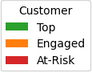 Customer
Top
Engaged
At-Risk